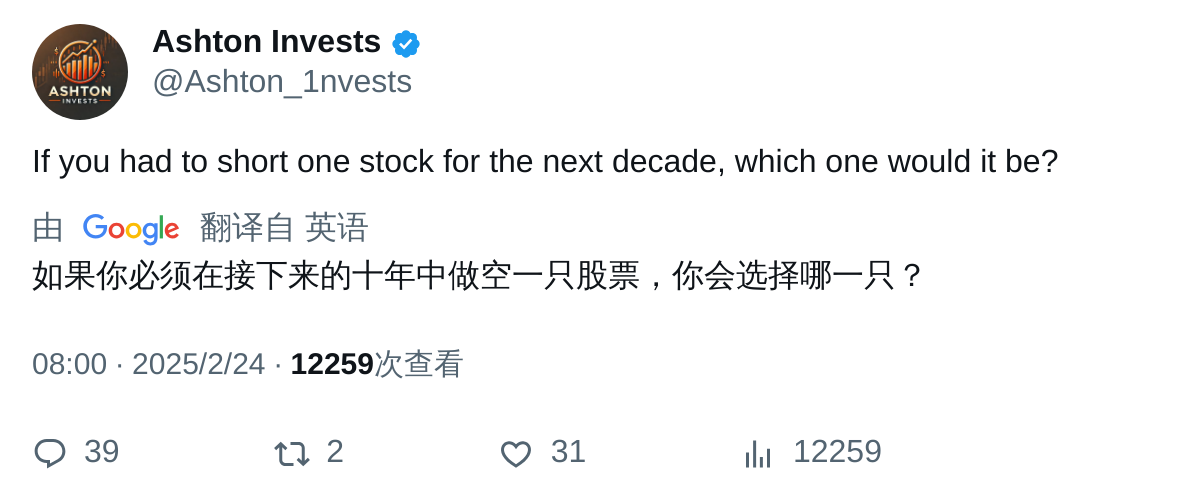 Ashton Invests
@Ashton_1nvests
ASHTON
INVESTS
If you had to short one stock for the next decade, which one would it be?
由 Google 翻译自 英语
如果你必须在接下来的十年中做空一只股票，你会选择哪一只？
08:00 · 2025/2/24 · 12259次查看
39 2 31 12259